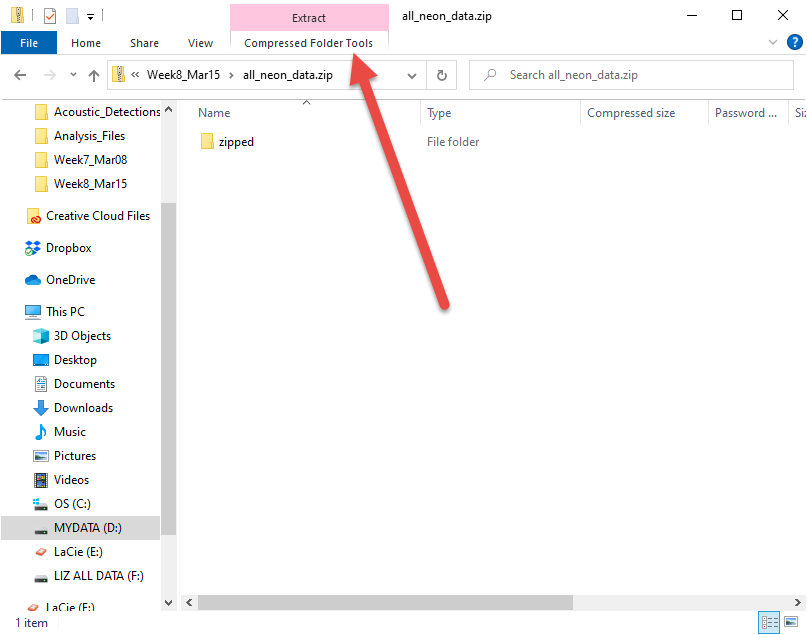 Extract
all_neon_data.zip
File
Home
Share
View
Compressed Folder Tools
?
« Week8_Mar15 › all_neon_data.zip
Search all_neon_data.zip
Name
Type
Compressed size
Password ...
Siz
Acoustic_Detections
Analysis_Files
Week7_Mar08
Week8_Mar15
Creative Cloud Files
Dropbox
OneDrive
This PC
3D Objects
Desktop
Documents
Downloads
Music
Pictures
Videos
OS (C:)
MYDATA (D:)
LaCie (E:)
LIZ ALL DATA (F:)
LaCie (E:)
zipped
File folder
1 item